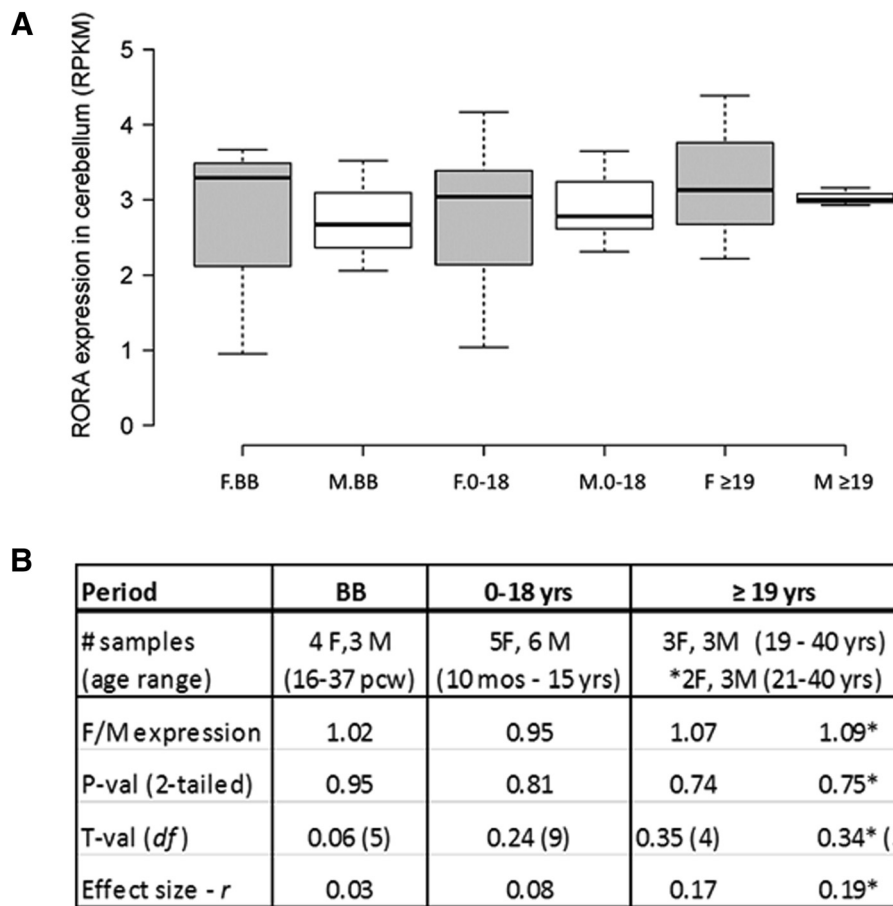 A
RORA expression in cerebellum (RPKM)
5
4
3
2
1
0
F.BB M.BB F.0-18 M.0-18 F ≥19 M ≥19
B
Period BB 0-18 yrs ≥ 19 yrs
# samples 4 F,3 M 5F, 6 M 3F, 3M (19 - 40 yrs)
(age range) (16-37 pcw) (10 mos - 15 yrs) *2F, 3M (21-40 yrs)
F/M expression 1.02 0.95 1.07 1.09*
P-val (2-tailed) 0.95 0.81 0.74 0.75*
T-val (df) 0.06 (5) 0.24 (9) 0.35 (4) 0.34* (
Effect size - r 0.03 0.08 0.17 0.19*